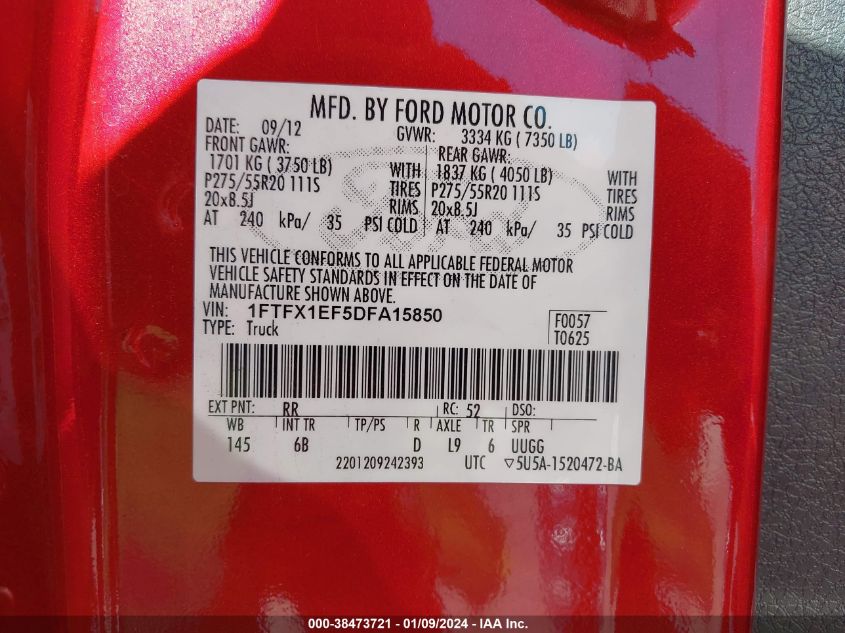 MFD. BY FORD MOTOR CO.
DATE: 09/12 GVWR: 3334 KG ( 7350 LB)
FRONT GAWR: REAR GAWR:
1701 KG ( 3750 LB) WITH 1837 KG ( 4050 LB) WITH
P275/55R20 111S TIRES P275/55R20 111S TIRES
20x8.5J RIMS 20x8.5J RIMS
AT 240 kPa/ 35 PSI COLD AT 240 kPa/ 35 PSI COLD
THIS VEHICLE CONFORMS TO ALL APPLICABLE FEDERAL MOTOR
VEHICLE SAFETY STANDARDS IN EFFECT ON THE DATE OF
MANUFACTURE SHOWN ABOVE.
VIN: 1FTFX1EF5DFA15850
TYPE: Truck
F0057
T0625
EXT PNT: RR RC: 52 DSO:
WB INT TR TP/PS R AXLE TR SPR
145 6B D L9 6 UUGG
2201209242393 UTC ▽5U5A-1520472-BA
000-38473721 - 01/09/2024 - IAA Inc.